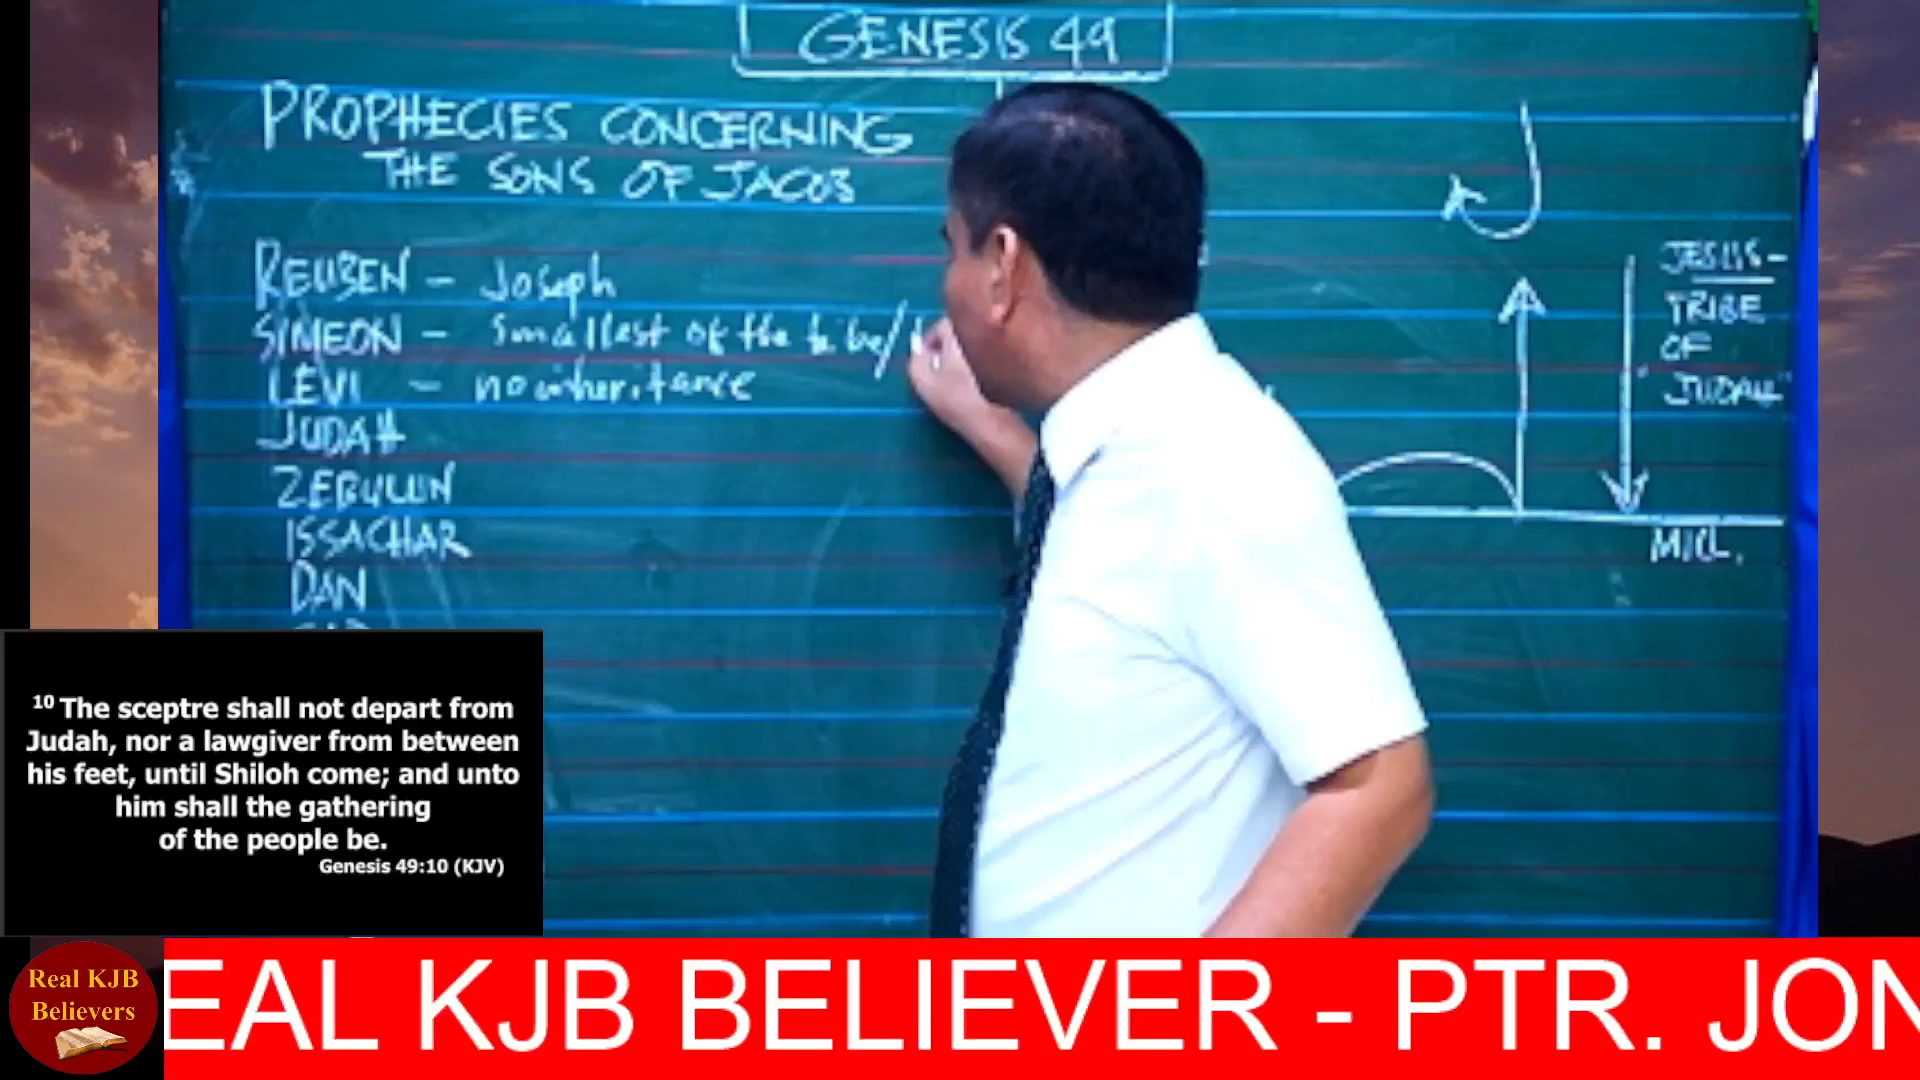 GENESIS 49
PROPHECIES CONCERNING
THE SONS OF JACOB
REUBEN - Joseph
SIMEON - Smallest of the tribe/
LEVI - no inheritance
JUDAH
ZEBULUN
ISSACHAR
DAN
JESUS-
TRIBE
OF
JUDAH
MILL.
10 The sceptre shall not depart from
Judah, nor a lawgiver from between
his feet, until Shiloh come; and unto
him shall the gathering
of the people be.
Genesis 49:10 (KJV)
Real KJB
Believers
EAL KJB BELIEVER - PTR. JON